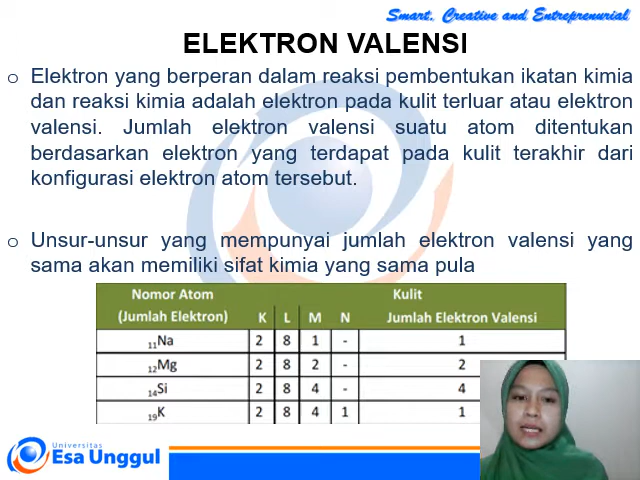 Smart, Creative and Entrepreneurial
ELEKTRON VALENSI
o Elektron yang berperan dalam reaksi pembentukan ikatan kimia
dan reaksi kimia adalah elektron pada kulit terluar atau elektron
valensi. Jumlah elektron valensi suatu atom ditentukan
berdasarkan elektron yang terdapat pada kulit terakhir dari
konfigurasi elektron atom tersebut.
o Unsur-unsur yang mempunyai jumlah elektron valensi yang
sama akan memiliki sifat kimia yang sama pula
Nomor Atom Kulit
(Jumlah Elektron) K L M N Jumlah Elektron Valensi
₁₁Na 2 8 1 - 1
₁₂Mg 2 8 2 - 2
₁₄Si 2 8 4 - 4
₁₉K 2 8 4 1 1
Universitas
Esa Unggul